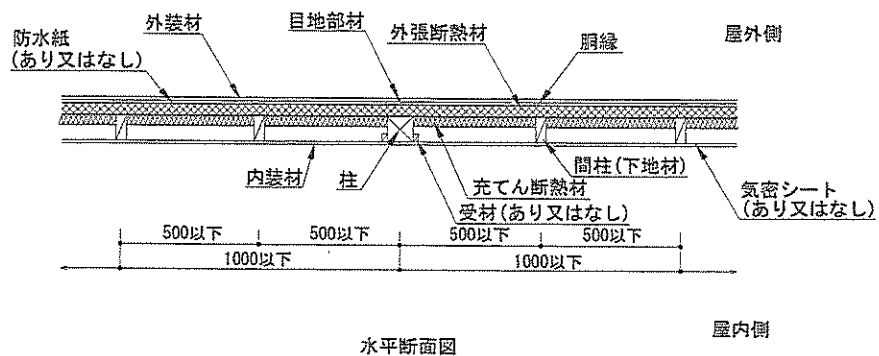 防水紙
(あり又はなし)
外装材
目地部材
外張断熱材
胴縁
屋外側
内装材
柱
間柱(下地材)
充てん断熱材
受材(あり又はなし)
気密シート
(あり又はなし)
500以下
500以下
500以下
500以下
1000以下
1000以下
屋内側
水平断面図